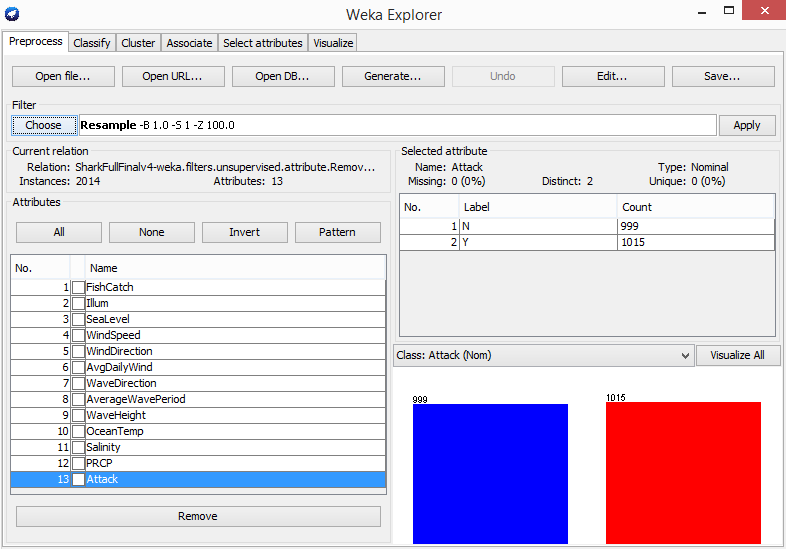 Weka Explorer
Preprocess Classify Cluster Associate Select attributes Visualize
Open file... Open URL... Open DB... Generate... Undo Edit... Save...
Filter
Choose Resample -B 1.0 -S 1 -Z 100.0 Apply
Current relation
Relation: SharkFullFinalv4-weka.filters.unsupervised.attribute.Remov...
Instances: 2014 Attributes: 13
Attributes
All None Invert Pattern
No. Name
1 FishCatch
2 Illum
3 SeaLevel
4 WindSpeed
5 WindDirection
6 AvgDailyWind
7 WaveDirection
8 AverageWavePeriod
9 WaveHeight
10 OceanTemp
11 Salinity
12 PRCP
13 Attack
Remove
Selected attribute
Name: Attack Type: Nominal
Missing: 0 (0%) Distinct: 2 Unique: 0 (0%)
No. Label Count
1 N 999
2 Y 1015
Class: Attack (Nom) Visualize All
999 1015